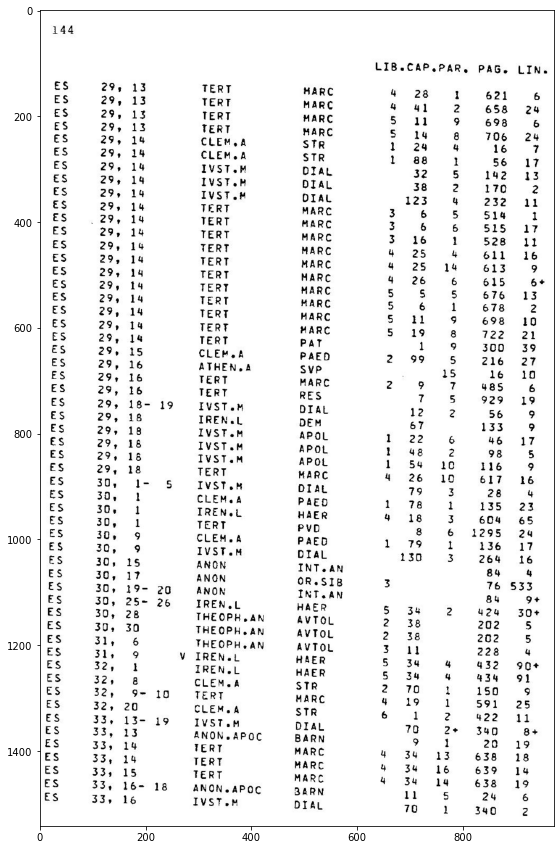 144
LIB.CAP.PAR. PAG. LIN.
ES 29, 13 TERT MARC 4 28 1 621 6
ES 29, 13 TERT MARC 4 41 2 658 24
ES 29, 13 TERT MARC 5 11 9 698 6
ES 29, 13 TERT MARC 5 14 8 706 24
ES 29, 14 CLEM.A STR 1 24 4 16 7
ES 29, 14 CLEM.A STR 1 88 1 56 17
ES 29, 14 IVST.M DIAL 32 5 142 13
ES 29, 14 IVST.M DIAL 38 2 170 2
ES 29, 14 IVST.M DIAL 123 4 232 11
ES 29, 14 TERT MARC 3 6 5 514 1
ES 29, 14 TERT MARC 3 6 6 515 17
ES 29, 14 TERT MARC 3 16 1 528 11
ES 29, 14 TERT MARC 4 25 4 611 16
ES 29, 14 TERT MARC 4 25 14 613 9
ES 29, 14 TERT MARC 4 26 6 615 6+
ES 29, 14 TERT MARC 5 5 5 676 13
ES 29, 14 TERT MARC 5 6 1 678 2
ES 29, 14 TERT MARC 5 11 9 698 10
ES 29, 14 TERT MARC 5 19 8 722 21
ES 29, 14 TERT PAT 1 9 300 39
ES 29, 15 CLEM.A PAED 2 99 5 216 27
ES 29, 16 ATHEN.A SVP 15 16 10
ES 29, 16 TERT MARC 2 9 7 485 6
ES 29, 16 TERT RES 7 5 929 19
ES 29, 18- 19 IVST.M DIAL 12 2 56 9
ES 29, 18 IREN.L DEM 67 133 9
ES 29, 18 IVST.M APOL 1 22 6 46 17
ES 29, 18 IVST.M APOL 1 48 2 98 5
ES 29, 18 IVST.M APOL 1 54 10 116 9
ES 29, 18 TERT MARC 4 26 10 617 16
ES 30, 1- 5 IVST.M DIAL 79 3 28 4
ES 30, 1 CLEM.A PAED 1 78 1 135 23
ES 30, 1 IREN.L HAER 4 18 3 604 65
ES 30, 1 TERT PVD 8 6 1295 24
ES 30, 9 CLEM.A PAED 1 79 1 136 17
ES 30, 9 IVST.M DIAL 130 3 264 16
ES 30, 15 ANON INT.AN 84 4
ES 30, 17 ANON OR.SIB 3 76 533
ES 30, 19- 20 ANON INT.AN 84 9+
ES 30, 25- 26 IREN.L HAER 5 34 2 424 30+
ES 30, 28 THEOPH.AN AVTOL 2 38 202 5
ES 30, 30 THEOPH.AN AVTOL 2 38 202 5
ES 31, 6 THEOPH.AN AVTOL 3 11 228 4
ES 31, 9 V IREN.L HAER 5 34 4 432 90+
ES 32, 1 IREN.L HAER 5 34 4 434 91
ES 32, 8 CLEM.A STR 2 70 1 150 9
ES 32, 9- 10 TERT MARC 4 19 1 591 25
ES 32, 20 CLEM.A STR 6 1 2 422 11
ES 33, 13- 19 IVST.M DIAL 70 2+ 340 8+
ES 33, 13 ANON.APOC BARN 9 1 20 19
ES 33, 14 TERT MARC 4 34 13 638 18
ES 33, 14 TERT MARC 4 34 16 639 14
ES 33, 15 TERT MARC 4 34 14 638 19
ES 33, 16- 18 ANON.APOC BARN 11 5 24 6
ES 33, 16 IVST.M DIAL 70 1 340 2